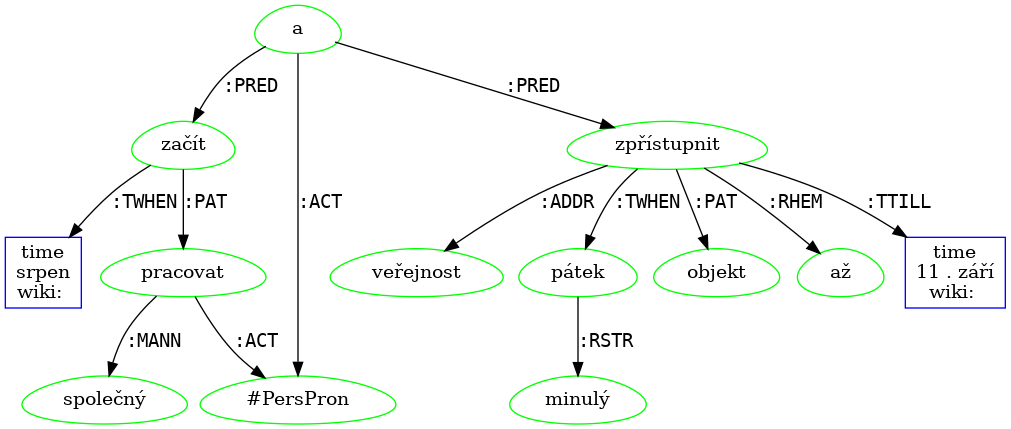 a
:PRED
:PRED
začít
zpřístupnit
:TWHEN
:PAT
:ACT
:ADDR
:TWHEN
:PAT
:RHEM
:TTILL
time
srpen
wiki:
pracovat
veřejnost
pátek
objekt
až
time
11 . září
wiki:
:MANN
:ACT
:RSTR
společný
#PersPron
minulý